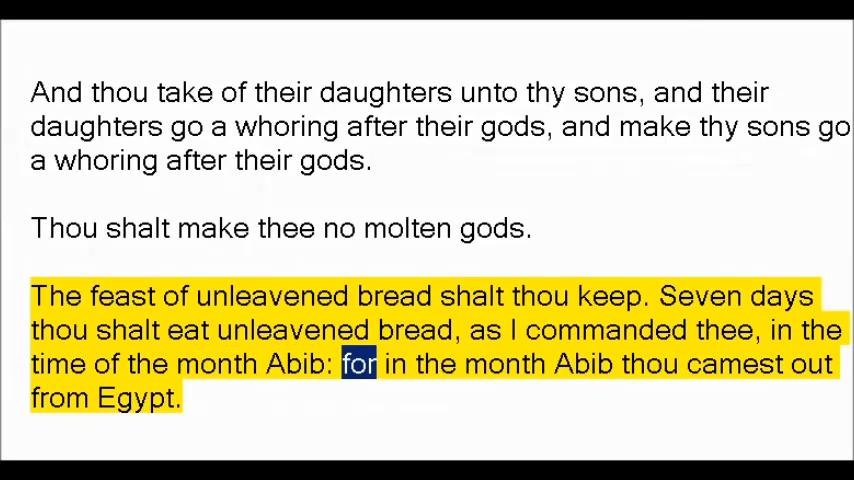 And thou take of their daughters unto thy sons, and their
daughters go a whoring after their gods, and make thy sons go
a whoring after their gods.
Thou shalt make thee no molten gods.
The feast of unleavened bread shalt thou keep. Seven days
thou shalt eat unleavened bread, as I commanded thee, in the
time of the month Abib: for in the month Abib thou camest out
from Egypt.